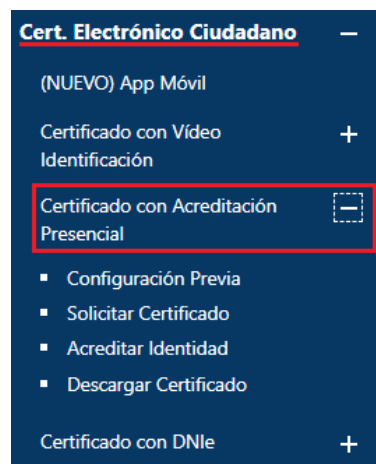 Cert. Electrónico Ciudadano
(NUEVO) App Móvil
Certificado con Vídeo
Identificación
Certificado con Acreditación
Presencial
Configuración Previa
Solicitar Certificado
Acreditar Identidad
Descargar Certificado
Certificado con DNIe